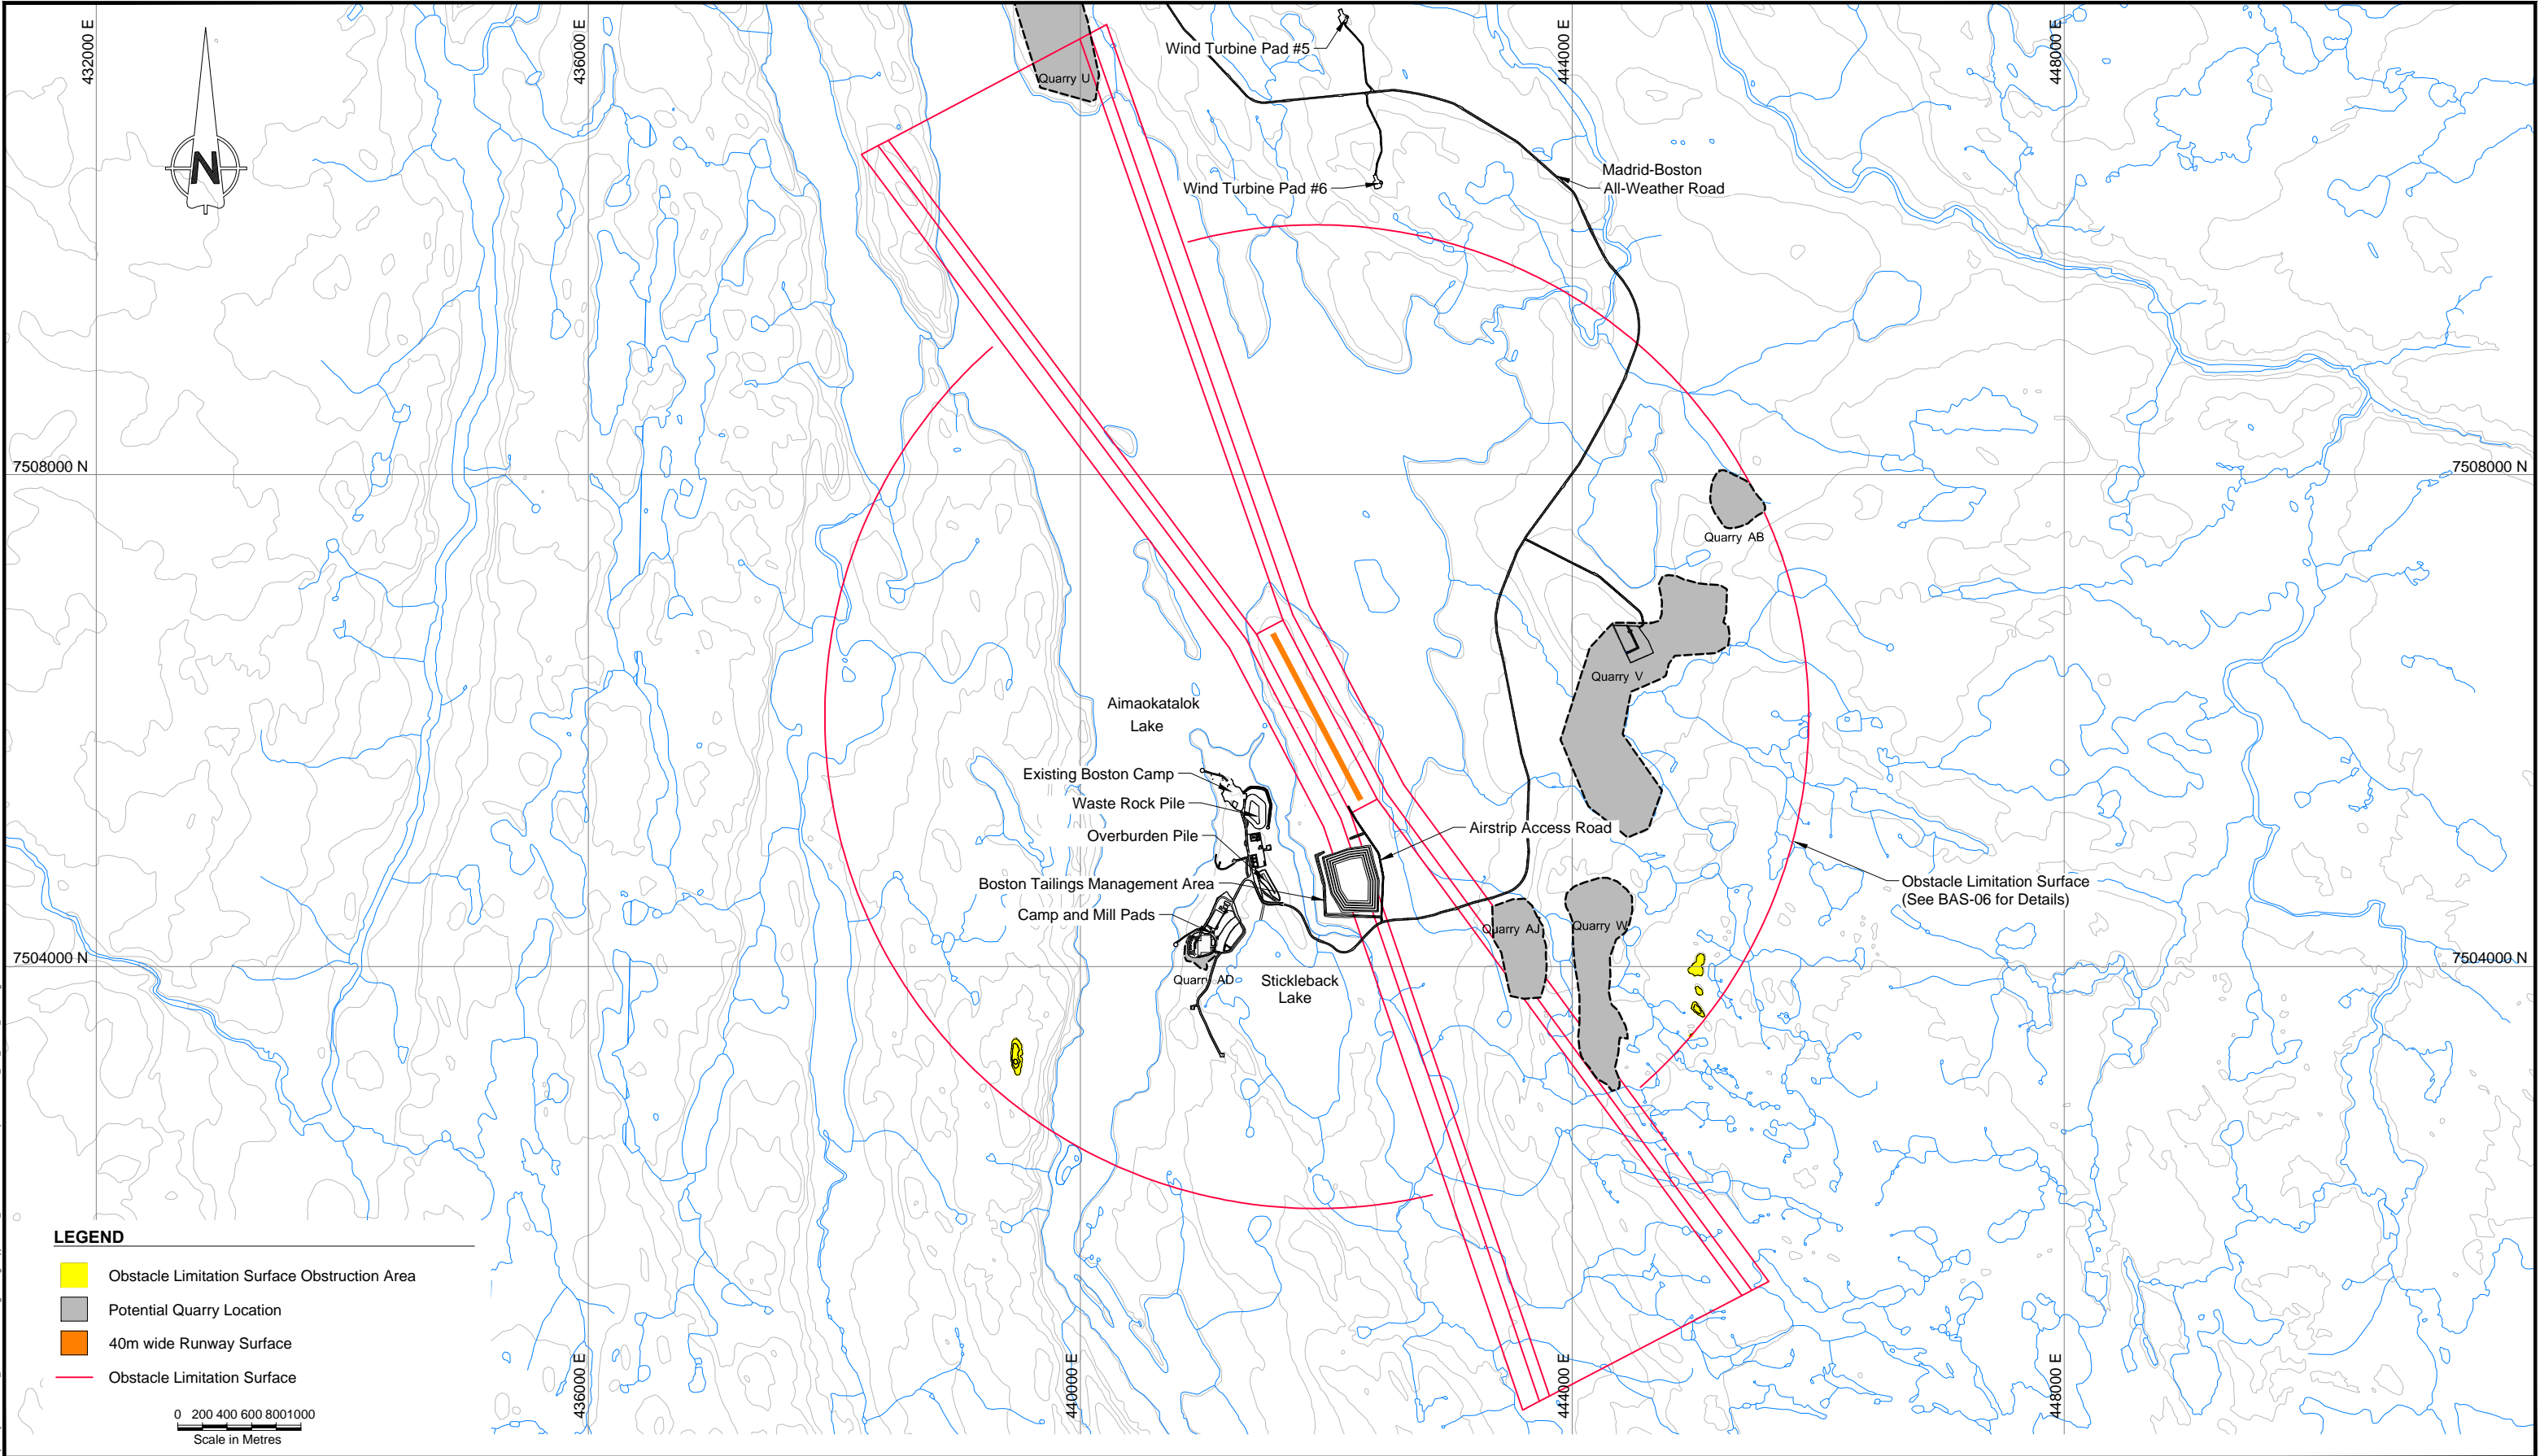 432000 E
436000 E
444000 E
448000 E
N
Quarry U
Wind Turbine Pad #5
Wind Turbine Pad #6
Madrid-Boston
All-Weather Road
7508000 N
7508000 N
Quarry AB
Quarry V
Aimaokatalok
Lake
Existing Boston Camp
Waste Rock Pile
Overburden Pile
Airstrip Access Road
Boston Tailings Management Area
Camp and Mill Pads
Obstacle Limitation Surface
(See BAS-06 for Details)
Quarry AJ
Quarry W
7504000 N
7504000 N
Quarry AD
Stickleback
Lake
LEGEND
Obstacle Limitation Surface Obstruction Area
Potential Quarry Location
40m wide Runway Surface
Obstacle Limitation Surface
0 200 400 600 800 1000
Scale in Metres
436000 E
440000 E
444000 E
448000 E